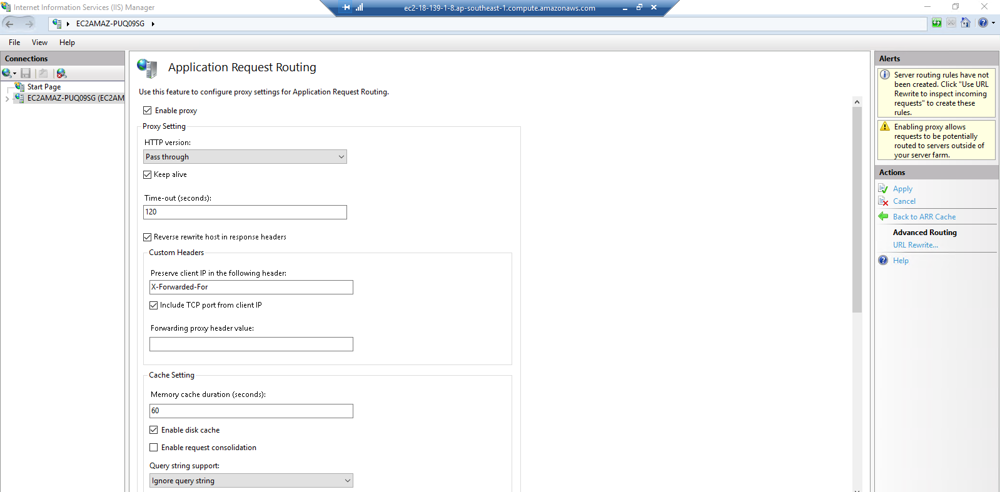 Internet Information Services (IIS) Manager
ec2-18-139-1-8.ap-southeast-1.compute.amazonaws.com
EC2AMAZ-PUQ09SG
File View Help
Connections
Start Page
EC2AMAZ-PUQ09SG (EC2AM
Application Request Routing
Use this feature to configure proxy settings for Application Request Routing.
Enable proxy
Proxy Setting
HTTP version:
Pass through
Keep alive
Time-out (seconds):
120
Reverse rewrite host in response headers
Custom Headers
Preserve client IP in the following header:
X-Forwarded-For
Include TCP port from client IP
Forwarding proxy header value:
Cache Setting
Memory cache duration (seconds):
60
Enable disk cache
Enable request consolidation
Query string support:
Ignore query string
Alerts
Server routing rules have not
been created. Click "Use URL
Rewrite to inspect incoming
requests" to create these
rules.
Enabling proxy allows
requests to be potentially
routed to servers outside of
your server farm.
Actions
Apply
Cancel
Back to ARR Cache
Advanced Routing
URL Rewrite...
Help